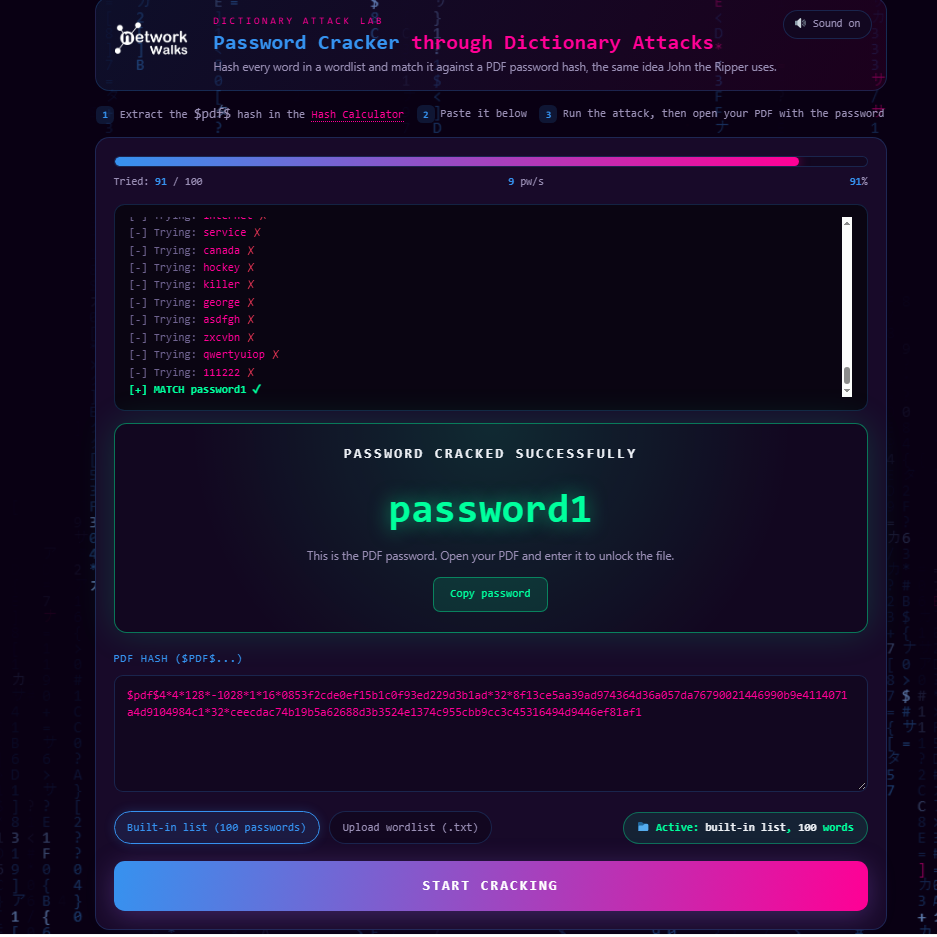 network
Walks
DICTIONARY ATTACK LAB
Password Cracker through Dictionary Attacks
Hash every word in a wordlist and match it against a PDF password hash, the same idea John the Ripper uses.
🔊 Sound on
1 Extract the $pdf$ hash in the Hash Calculator 2 Paste it below 3 Run the attack, then open your PDF with the password
Tried: 91 / 100 9 pw/s 91%
[-] Trying: internet ✗
[-] Trying: service ✗
[-] Trying: canada ✗
[-] Trying: hockey ✗
[-] Trying: killer ✗
[-] Trying: george ✗
[-] Trying: asdfgh ✗
[-] Trying: zxcvbn ✗
[-] Trying: qwertyuiop ✗
[-] Trying: 111222 ✗
[+] MATCH password1 ✓
PASSWORD CRACKED SUCCESSFULLY
password1
This is the PDF password. Open your PDF and enter it to unlock the file.
Copy password
PDF HASH ($PDF$...)
$pdf$4*4*128*-1028*1*16*0853f2cde0ef15b1c0f93ed229d3b1ad*32*8f13ce5aa39ad974364d36a057da76790021446990b9e4114071
a4d9104984c1*32*ceecdac74b19b5a62688d3b3524e1374c955cbb9cc3c45316494d9446ef81af1
Built-in list (100 passwords)
Upload wordlist (.txt)
Active: built-in list, 100 words
START CRACKING